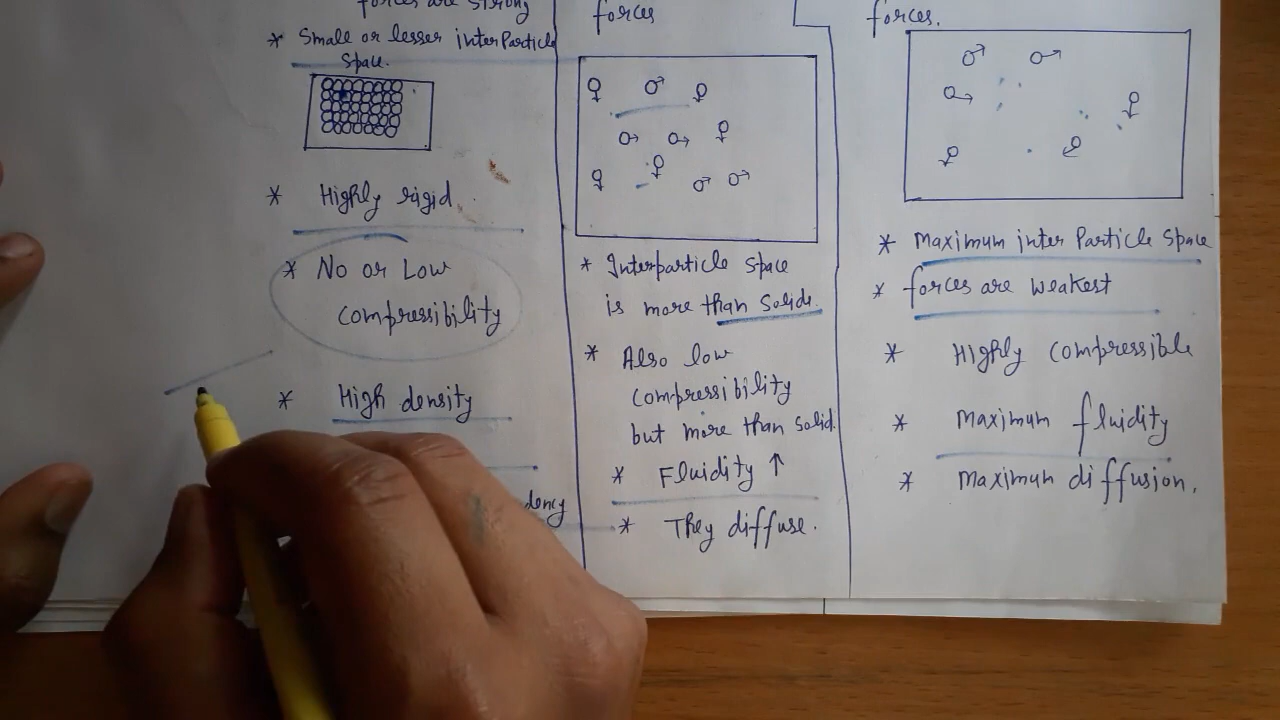 forces are strong
* Small or lesser interParticle
space.
* Highly rigid.
* No or Low
compressibility
* High density
dency
forces
* Interparticle space
is more than Solids.
* Also low
compressibility
but more than solid.
* Fluidity ↑
* They diffuse.
forces.
* Maximum inter Particle Space
* forces are weakest
* Highly compressible
* Maximum fluidity
* Maximum diffusion.